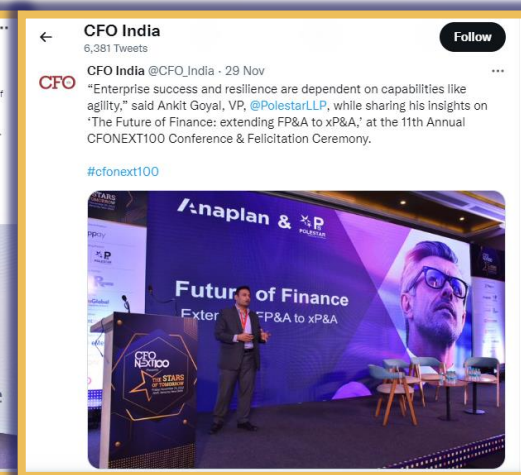 CFO India
6,381 Tweets
Follow
CFO India @CFO_India · 29 Nov
“Enterprise success and resilience are dependent on capabilities like
agility,” said Ankit Goyal, VP, @PolestarLLP, while sharing his insights on
‘The Future of Finance: extending FP&A to xP&A,’ at the 11th Annual
CFONEXT100 Conference & Felicitation Ceremony.
#cfonext100
CFO
Anaplan & P
POLESTAR
Future of Finance
FP&A to xP&A
CFO
NEXT100
THE STARS
OF TOMORROW